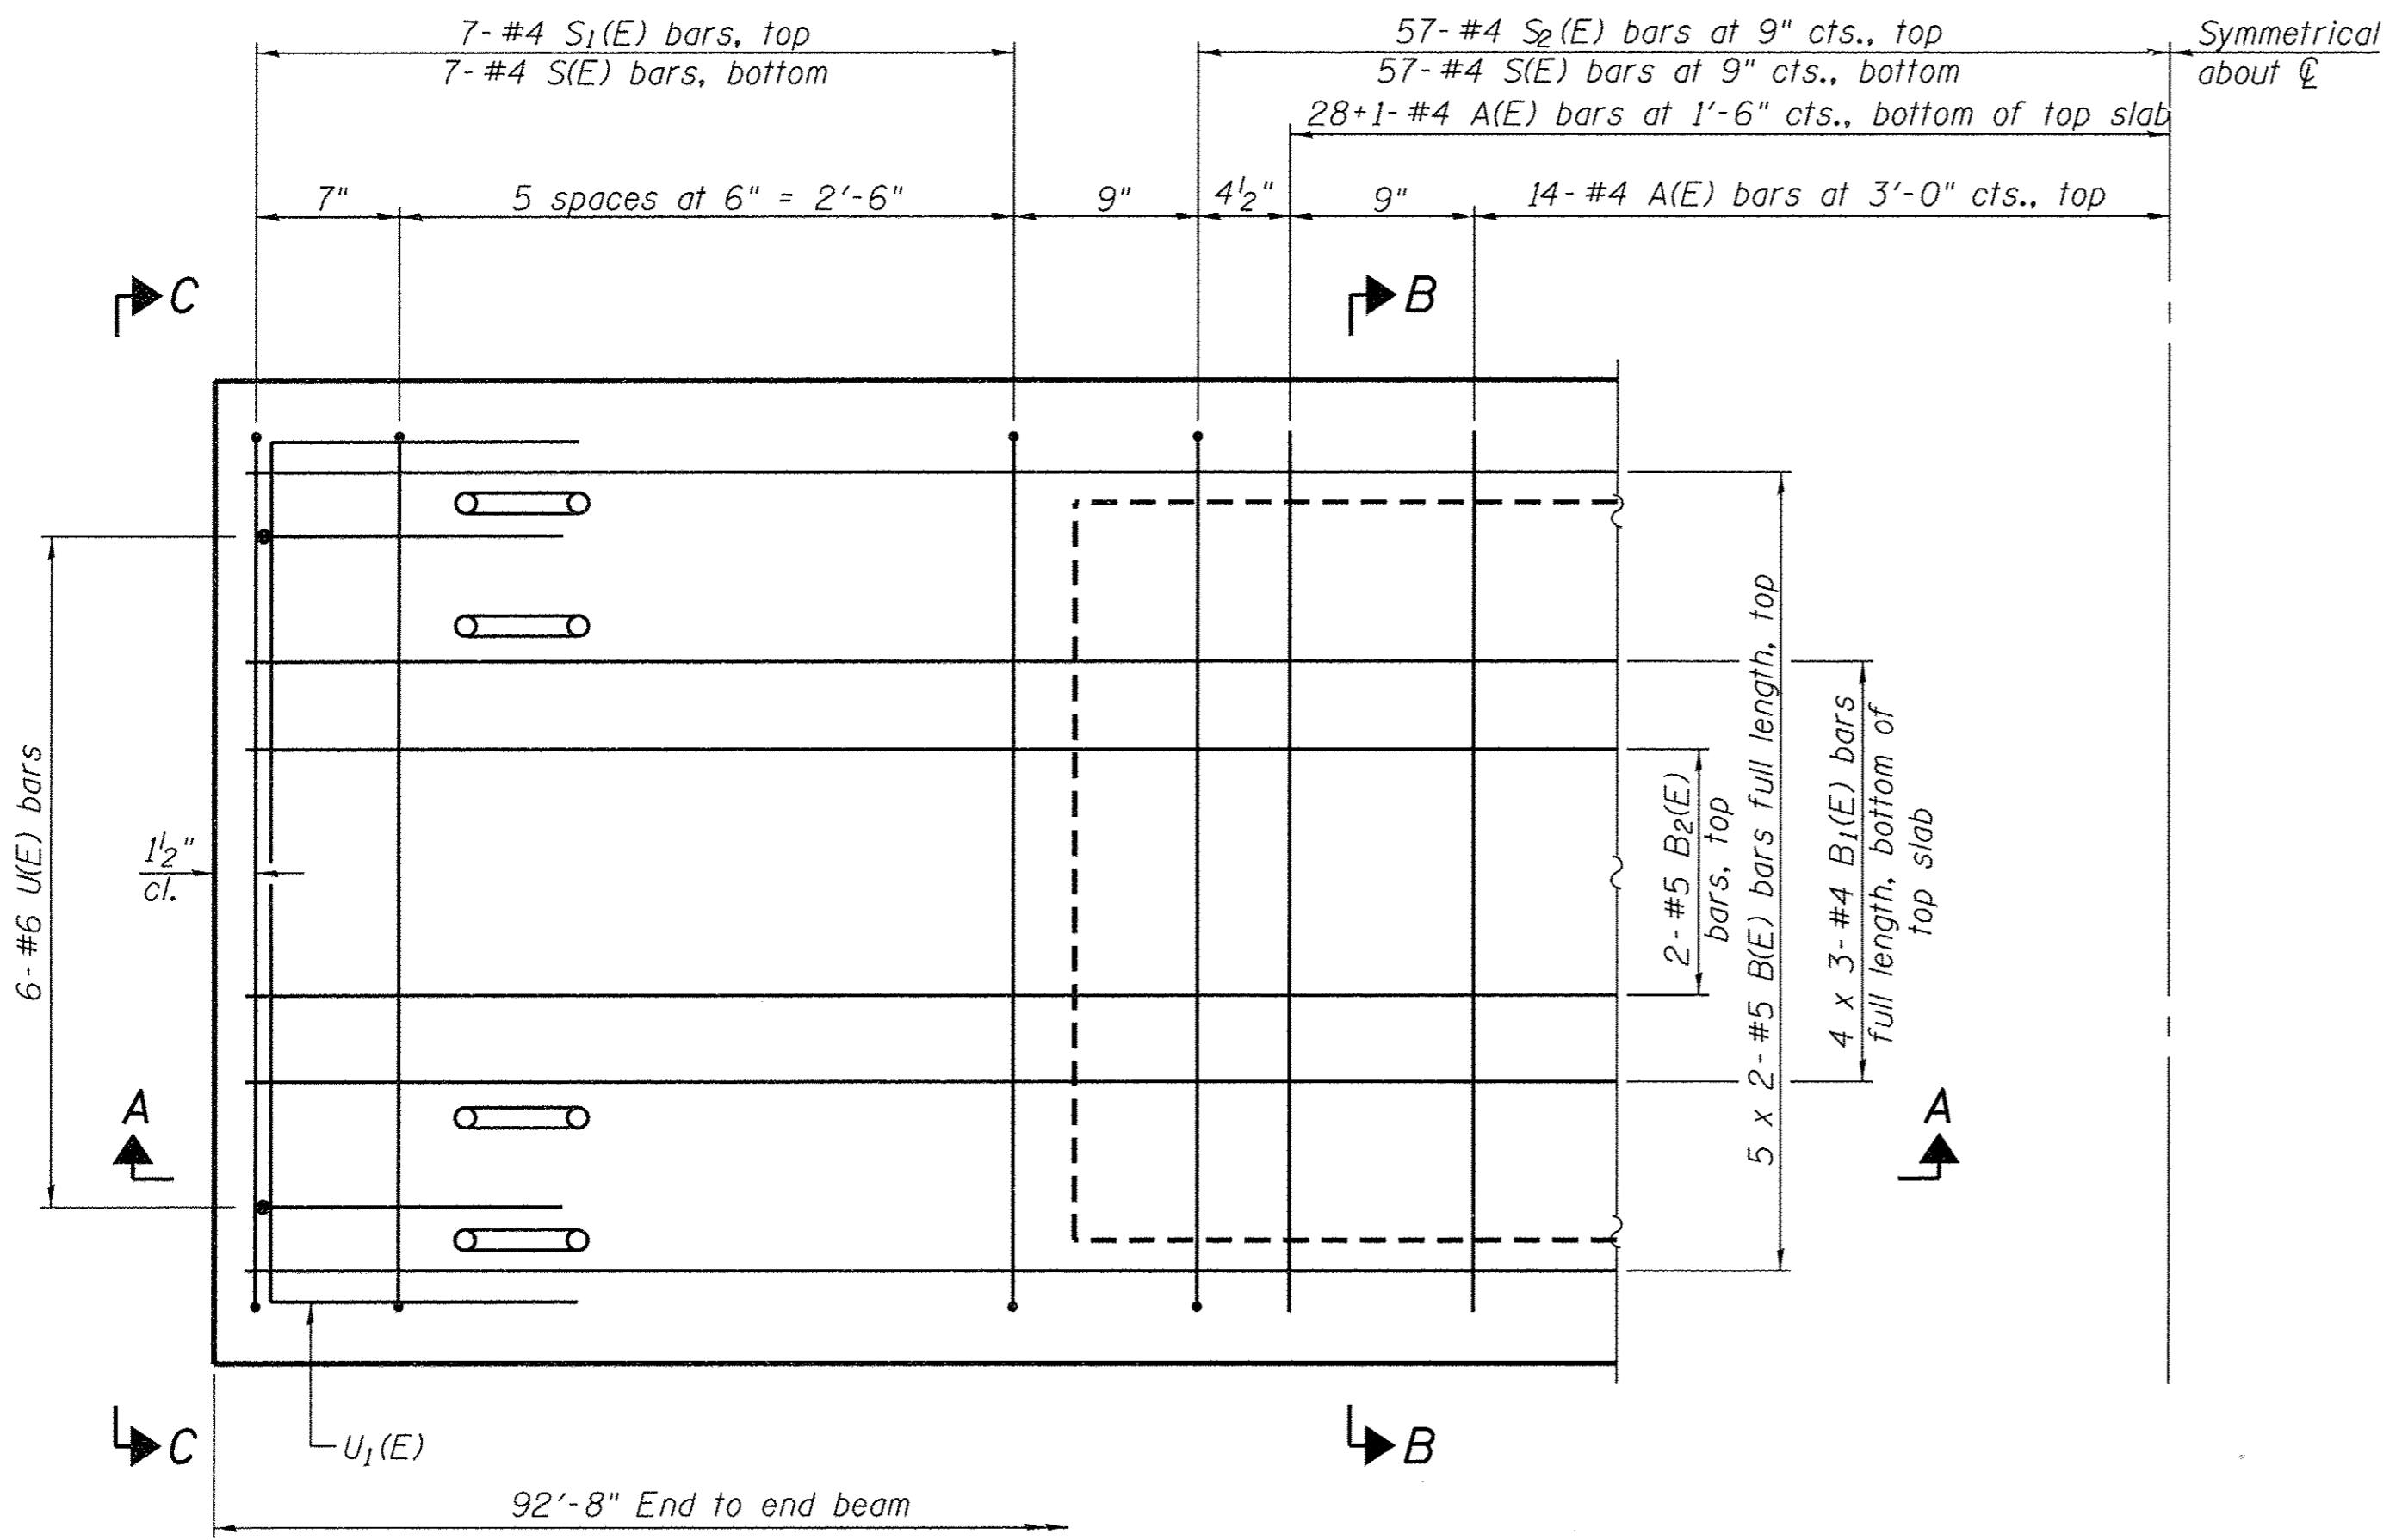 7-#4 S1(E) bars, top
7-#4 S(E) bars, bottom
57-#4 S2(E) bars at 9" cts., top
57-#4 S(E) bars at 9" cts., bottom
Symmetrical
about ℄
28+1-#4 A(E) bars at 1'-6" cts., bottom of top slab
7"
5 spaces at 6" = 2'-6"
9"
4½"
9"
14-#4 A(E) bars at 3'-0" cts., top
C
B
6-#6 U(E) bars
1½"
cl.
2-#5 B2(E)
bars, top
5 x 2-#5 B(E) bars full length, top
4 x 3-#4 B1(E) bars
full length, bottom of
top slab
A
A
C
U1(E)
B
92'-8" End to end beam